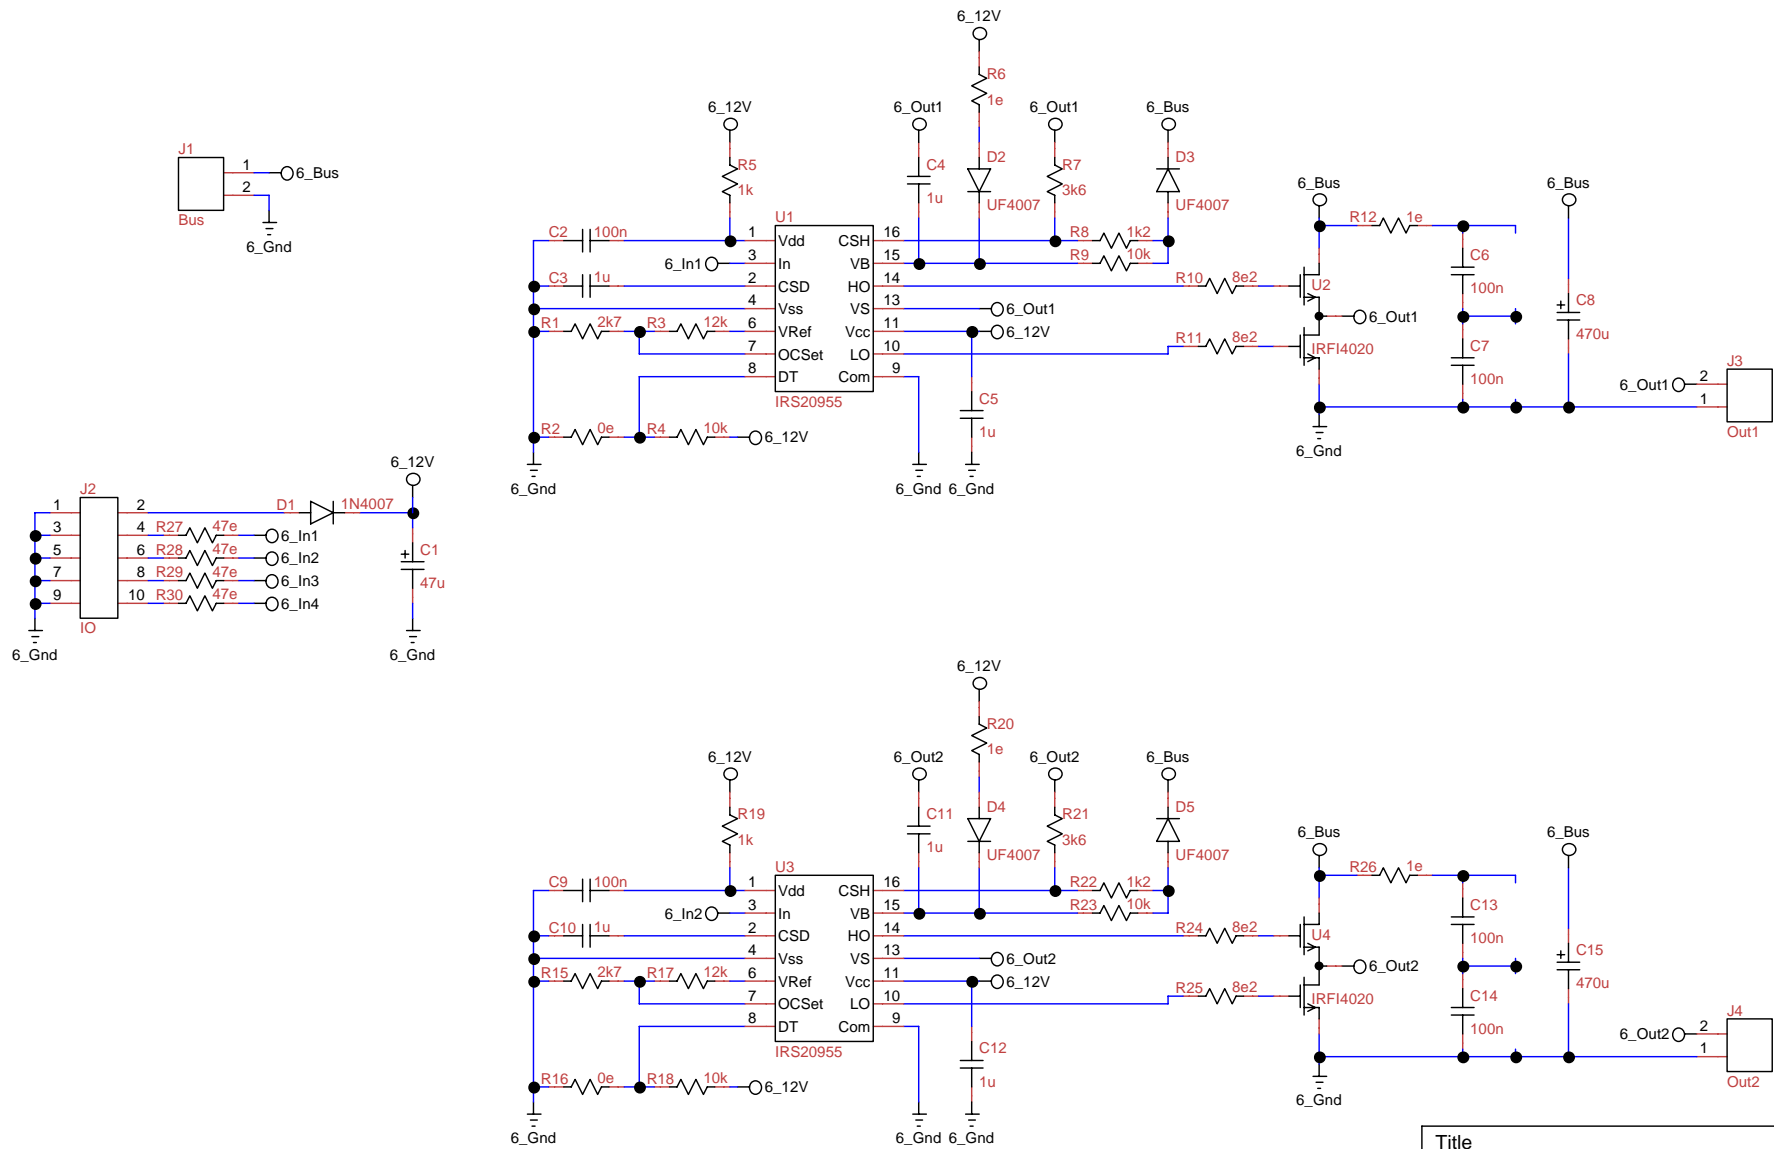 J1
1
2
6_Bus
Bus
6_Gnd
J2
1
3
5
7
9
2
4
6
8
10
IO
6_Gnd
D1
1N4007
R27
47e
6_In1
R28
47e
6_In2
R29
47e
6_In3
R30
47e
6_In4
6_12V
C1
47u
6_Gnd
6_12V
R5
1k
C2
100n
6_In1
C3
1u
R1
2k7
R3
12k
R2
0e
R4
10k
6_12V
6_Gnd
U1
1
3
2
4
6
7
8
Vdd
In
CSD
Vss
VRef
OCSet
DT
CSH
VB
HO
VS
Vcc
LO
Com
16
15
14
13
11
10
9
IRS20955
6_Out1
C4
1u
6_12V
R6
1e
D2
UF4007
6_Out1
R7
3k6
6_Bus
D3
UF4007
R8
1k2
R9
10k
6_Out1
6_12V
C5
1u
6_Gnd
6_Gnd
R10
8e2
R11
8e2
6_Bus
U2
6_Out1
IRFI4020
6_Gnd
R12
1e
C6
100n
C7
100n
6_Bus
C8
470u
J3
6_Out1
2
1
Out1
6_12V
R19
1k
C9
100n
6_In2
C10
1u
R15
2k7
R17
12k
R16
0e
R18
10k
6_12V
6_Gnd
U3
1
3
2
4
6
7
8
Vdd
In
CSD
Vss
VRef
OCSet
DT
CSH
VB
HO
VS
Vcc
LO
Com
16
15
14
13
11
10
9
IRS20955
6_Out2
C11
1u
6_12V
R20
1e
D4
UF4007
6_Out2
R21
3k6
6_Bus
D5
UF4007
R22
1k2
R23
10k
6_Out2
6_12V
C12
1u
6_Gnd
6_Gnd
R24
8e2
R25
8e2
6_Bus
U4
6_Out2
IRFI4020
6_Gnd
R26
1e
C13
100n
C14
100n
6_Bus
C15
470u
J4
6_Out2
2
1
Out2
Title